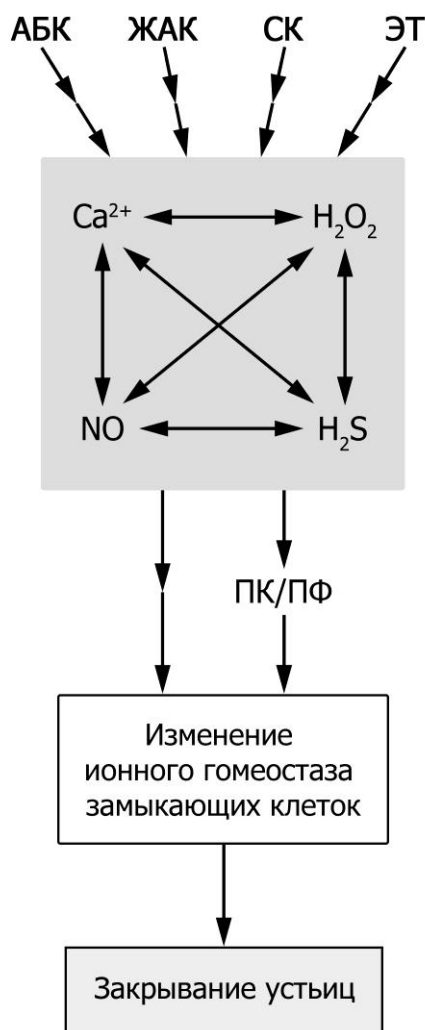 АБК ЖАК СК ЭТ
Ca²⁺ H₂O₂
NO H₂S
ПК/ПФ
Изменение
ионного гомеостаза
замыкающих клеток
Закрывание устьиц